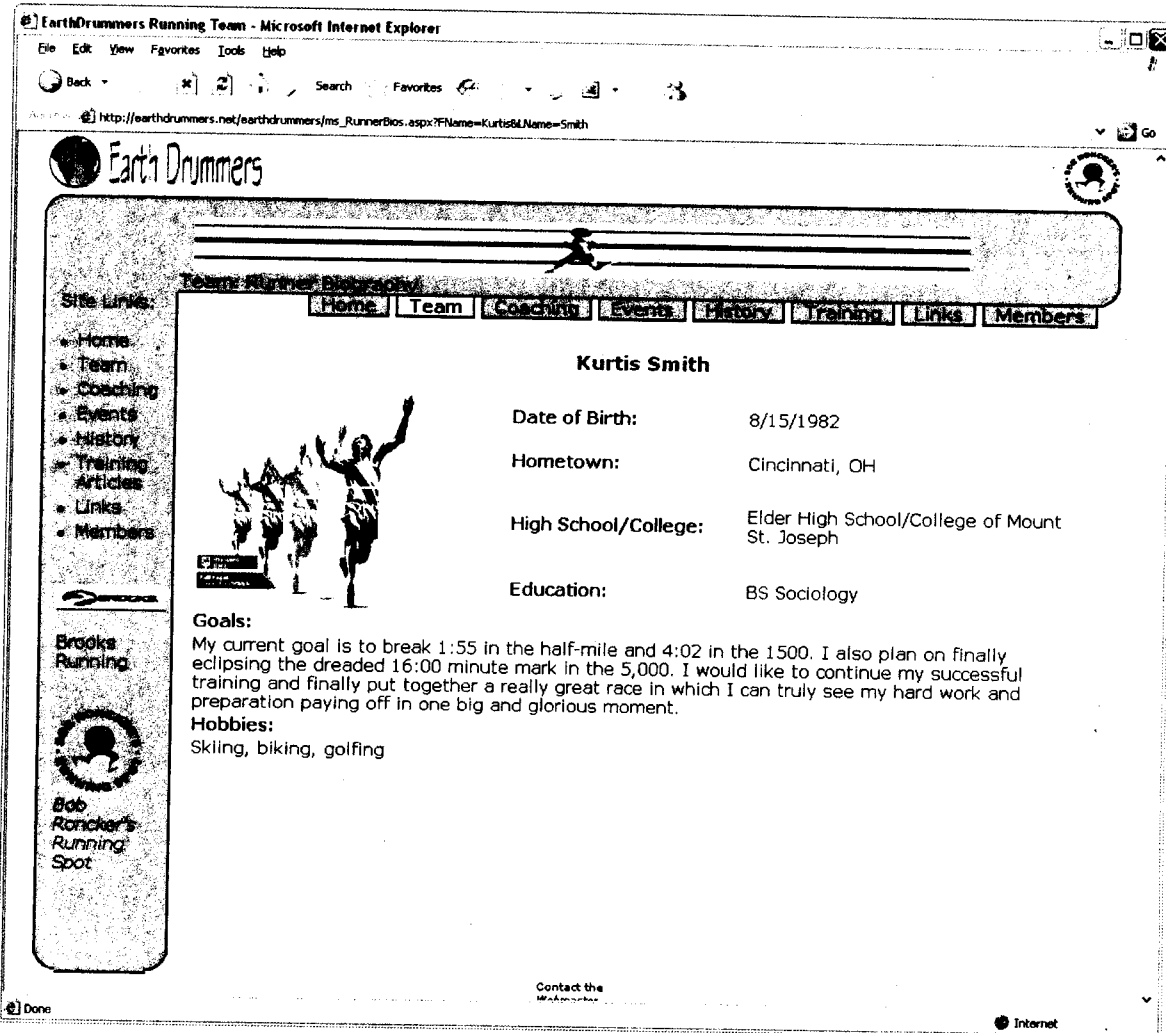 EarthDrummers Running Team - Microsoft Internet Explorer
File Edit View Favorites Tools Help
Back Search Favorites
http://earthdrummers.net/earthdrummers/ms_RunnerBios.aspx?FName=Kurtis&LName=Smith Go
Earth Drummers
Team: Runner Biography
Home Team Coaching Events History Training Links Members
Site Links:
Home
Team
Coaching
Events
History
Training
Articles
Links
Members
BROOKS
Brooks
Running
Bob
Roncker's
Running
Spot
Kurtis Smith
Date of Birth: 8/15/1982
Hometown: Cincinnati, OH
High School/College: Elder High School/College of Mount
St. Joseph
Education: BS Sociology
Goals:
My current goal is to break 1:55 in the half-mile and 4:02 in the 1500. I also plan on finally
eclipsing the dreaded 16:00 minute mark in the 5,000. I would like to continue my successful
training and finally put together a really great race in which I can truly see my hard work and
preparation paying off in one big and glorious moment.
Hobbies:
Skiing, biking, golfing
Contact the
Webmaster
Done Internet